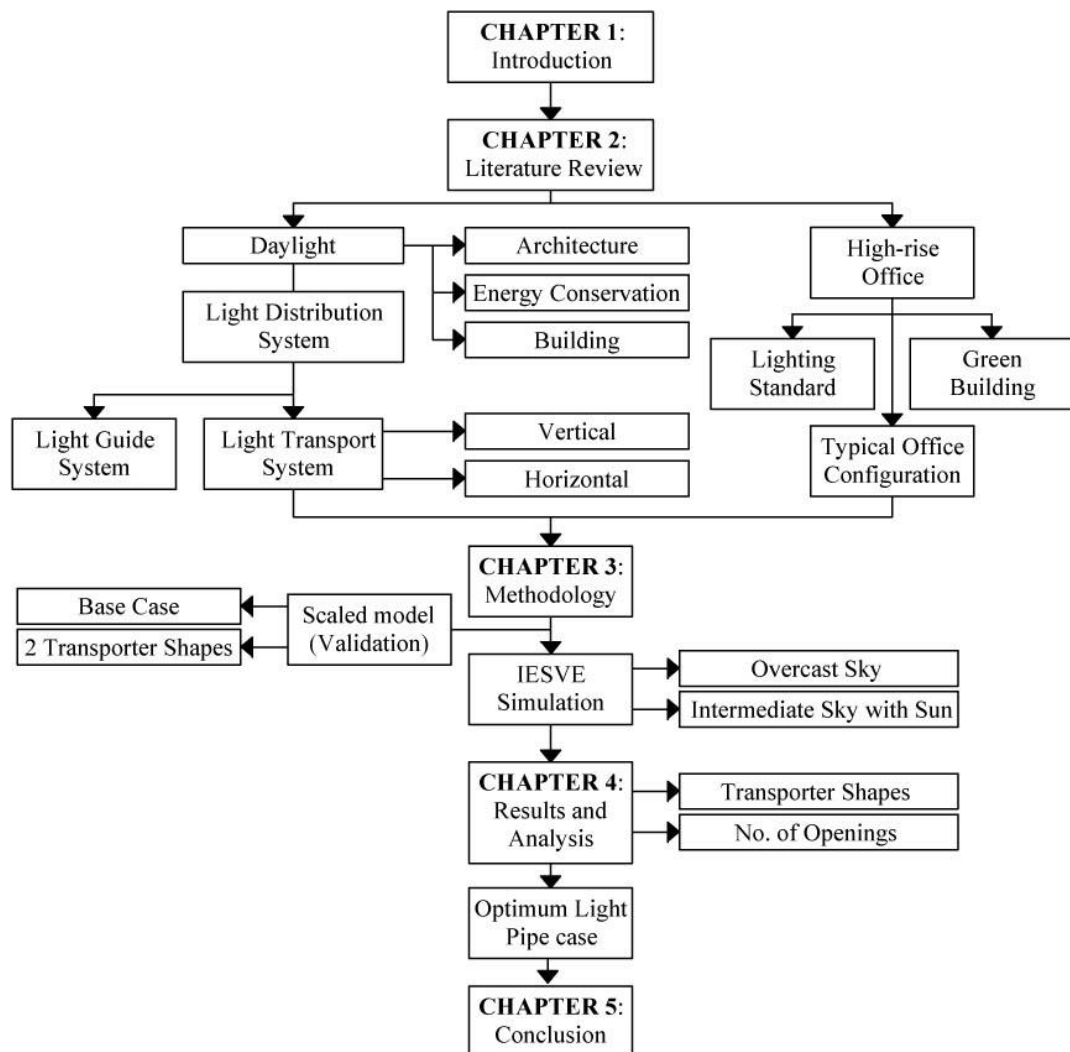 CHAPTER 1:
Introduction
CHAPTER 2:
Literature Review
Daylight
Architecture
Energy Conservation
Building
High-rise
Office
Light Distribution
System
Lighting
Standard
Green
Building
Light Guide
System
Light Transport
System
Vertical
Horizontal
Typical Office
Configuration
CHAPTER 3:
Methodology
Base Case
2 Transporter Shapes
Scaled model
(Validation)
IESVE
Simulation
Overcast Sky
Intermediate Sky with Sun
CHAPTER 4:
Results and
Analysis
Transporter Shapes
No. of Openings
Optimum Light
Pipe case
CHAPTER 5:
Conclusion